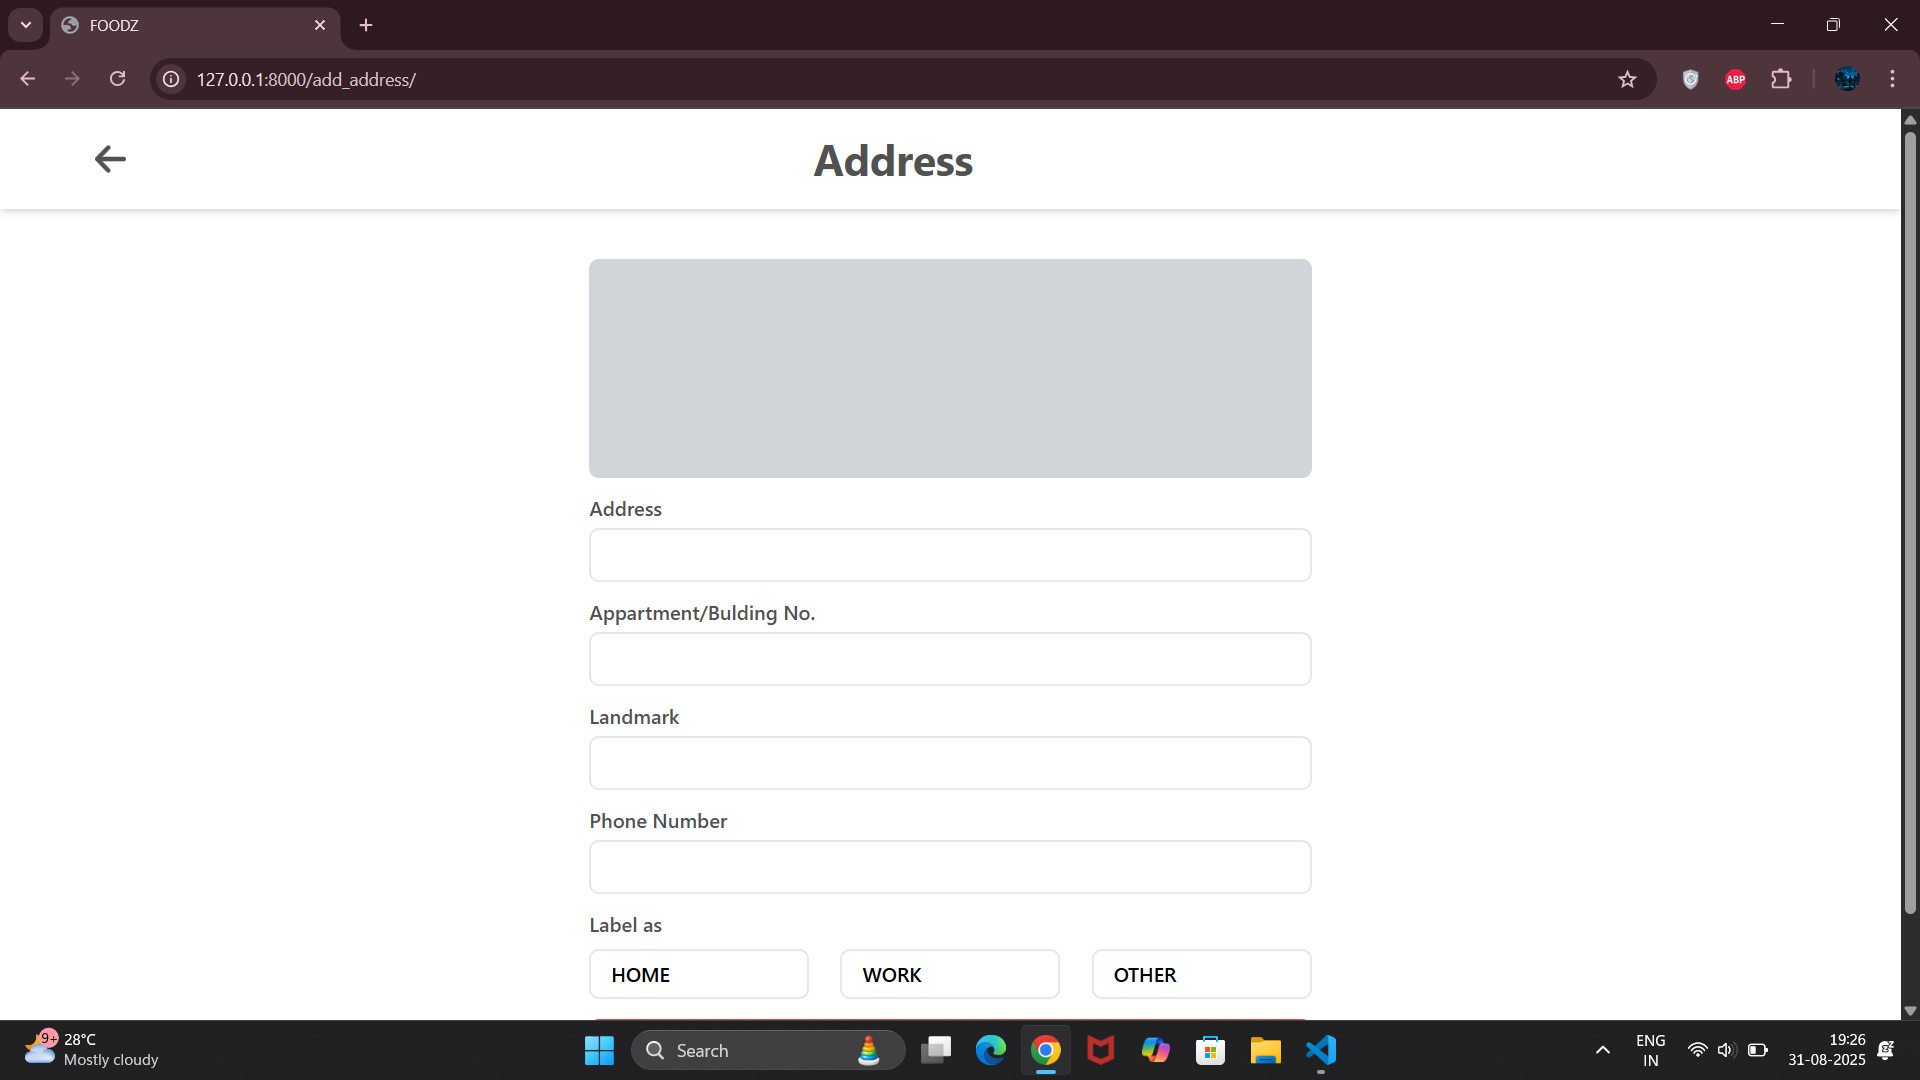 FOODZ
127.0.0.1:8000/add_address/
ABP
Address
Address
Appartment/Bulding No.
Landmark
Phone Number
Label as
HOME
WORK
OTHER
9+
28°C
Mostly cloudy
Search
ENG
IN
19:26
31-08-2025